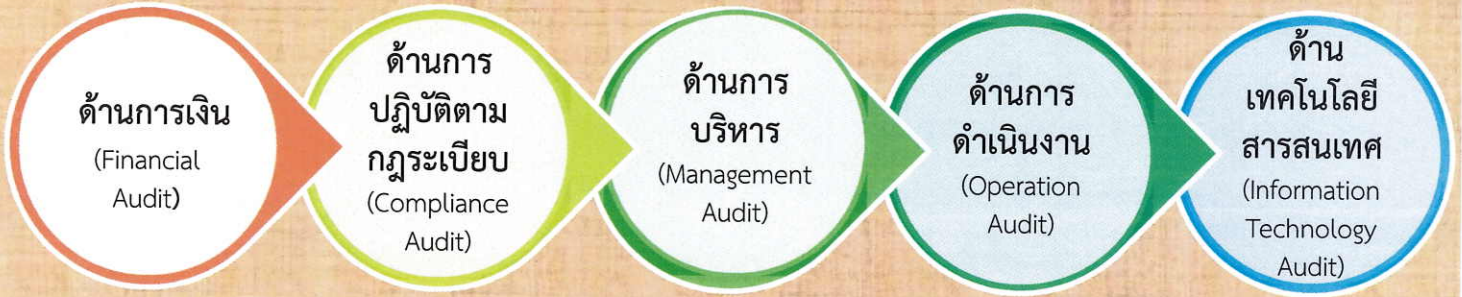 ด้านการเงิน
(Financial
Audit)
ด้านการ
ปฏิบัติตาม
กฎระเบียบ
(Compliance
Audit)
ด้านการ
บริหาร
(Management
Audit)
ด้านการ
ดำเนินงาน
(Operation
Audit)
ด้าน
เทคโนโลยี
สารสนเทศ
(Information
Technology
Audit)